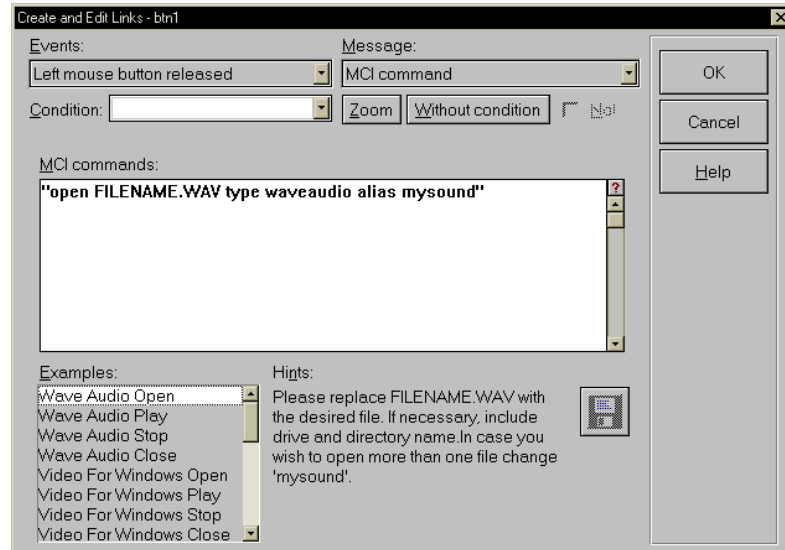 Create and Edit Links - btn1
Events:
Message:
Left mouse button released
MCI command
Condition:
Zoom
Without condition
Not
OK
Cancel
Help
MCI commands:
"open FILENAME.WAV type waveaudio alias mysound"
?
Examples:
Wave Audio Open
Wave Audio Play
Wave Audio Stop
Wave Audio Close
Video For Windows Open
Video For Windows Play
Video For Windows Stop
Video For Windows Close
Hints:
Please replace FILENAME.WAV with
the desired file. If necessary, include
drive and directory name.In case you
wish to open more than one file change
'mysound'.